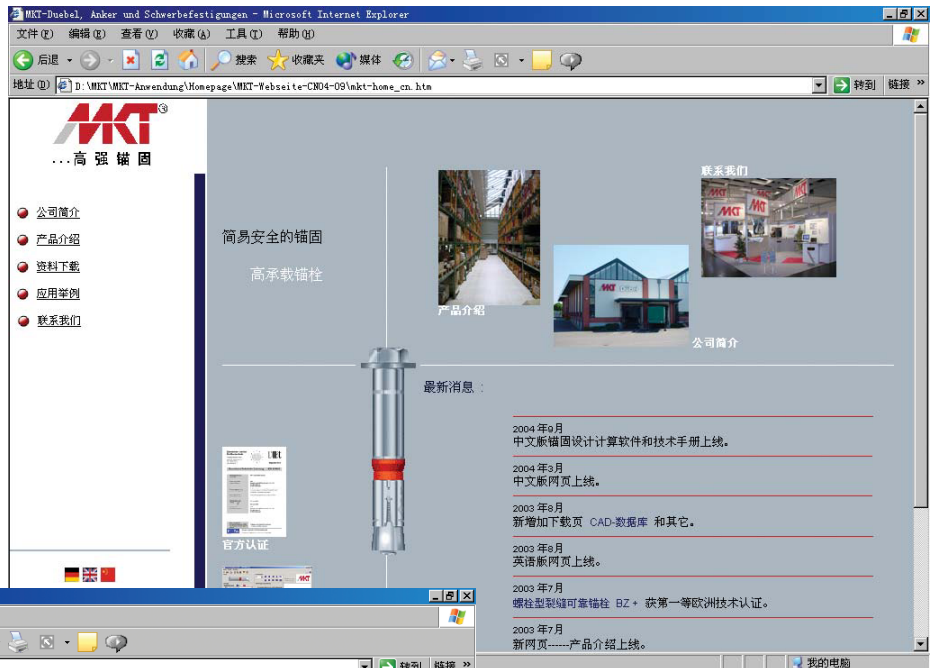 MKT-Duebel, Anker und Schwerbefestigungen - Microsoft Internet Explorer
文件(F) 编辑(E) 查看(V) 收藏(A) 工具(T) 帮助(H)
后退 搜索 收藏夹 媒体
地址(D) D:\MKT\MKT-Anwendung\Homepage\MKT-Webseite-CN04-09\mkt-home_cn.htm 转到 链接 »
MKT®
...高强锚固
公司简介
产品介绍
资料下载
应用举例
联系我们
简易安全的锚固
高承载锚栓
联系我们
MKT MKT MKT
产品介绍
MKT
公司简介
最新消息 :
2004 年9月
中文版锚固设计计算软件和技术手册上线。
2004 年3月
中文版网页上线。
2003 年8月
新增加下载页 CAD-数据库 和其它。
2003 年8月
英语版网页上线。
2003 年7月
螺栓型裂缝可靠锚栓 BZ + 获第一等欧洲技术认证。
2003 年7月
新网页------产品介绍上线。
官方认证
MKT
转到 链接 »
我的电脑